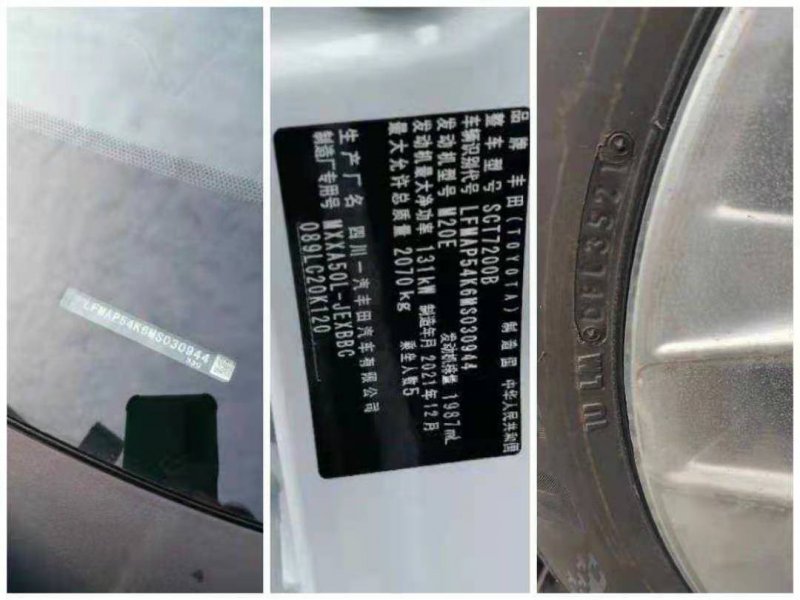 LFMAP54K6MS030944
品牌 丰田(TOYOTA) 制造国 中华人民共和国
整车型号 SCT7200B
车辆识别代号 LFMAP54K6MS030944
发动机型号 M20E 发动机排量 1987mL
发动机最大净功率 131kW 制造年月 2021年12月
最大允许总质量 2070kg 乘坐人数5
生产厂名 四川一汽丰田汽车有限公司
制造厂专用号 MXXA50L-JEXBBC
089LC20K120
3521